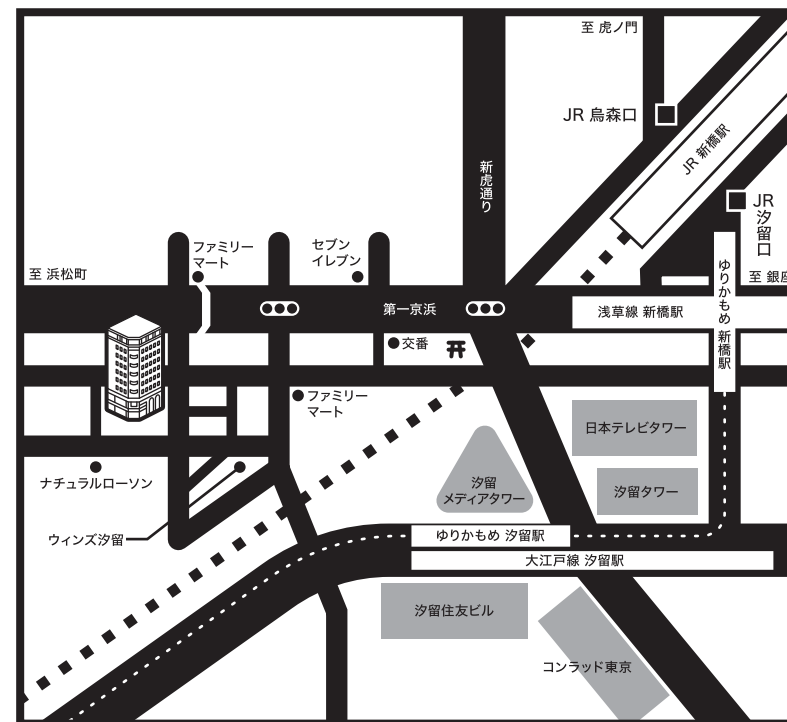 至 虎ノ門
JR 烏森口
JR 新橋駅
新虎通り
JR
汐留口
ファミリー
マート
セブン
イレブン
至 浜松町
至 銀座
ゆりかもめ 新橋駅
第一京浜
浅草線 新橋駅
交番
ファミリー
マート
日本テレビタワー
ナチュラルローソン
汐留
メディアタワー
汐留タワー
ウィンズ汐留
ゆりかもめ 汐留駅
大江戸線 汐留駅
汐留住友ビル
コンラッド東京